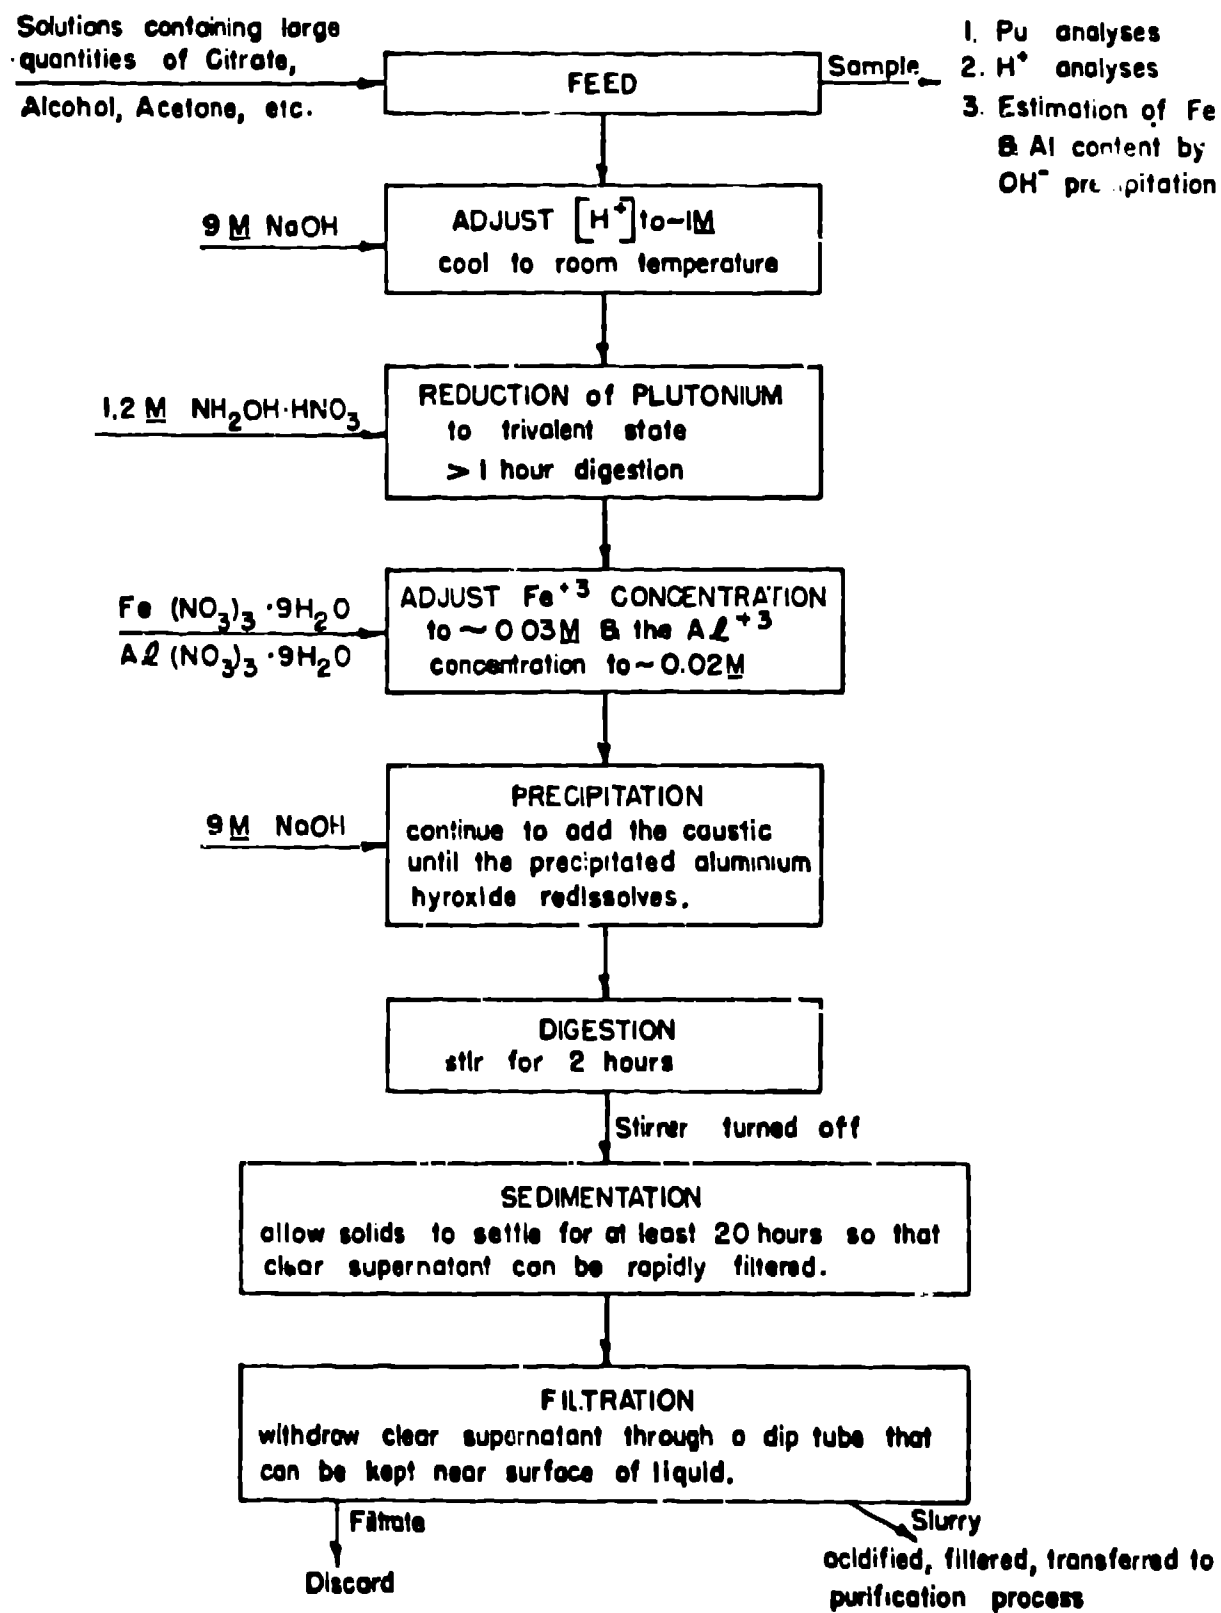 Solutions containing large
quantities of Citrate,
Alcohol, Acetone, etc.
FEED
Sample
1. Pu analyses
2. H⁺ analyses
3. Estimation of Fe
& Al content by
OH⁻
9 M NaOH
ADJUST [H⁺] to ~1M
cool to room temperature
1.2 M NH₂OH·HNO₃
REDUCTION of PLUTONIUM
to trivalent state
> 1 hour digestion
Fe (NO₃)₃ ·9H₂O
Al (NO₃)₃ ·9H₂O
ADJUST Fe⁺³ CONCENTRATION
to ~ 0.03M & the Al⁺³
concentration to ~ 0.02M
9 M NaOH
PRECIPITATION
continue to add the caustic
until the precipitated aluminium
hyroxide redissolves.
DIGESTION
stir for 2 hours
Stirrer turned off
SEDIMENTATION
allow solids to settle for at least 20 hours so that
clear supernatant can be rapidly filtered.
FILTRATION
withdraw clear supernatant through a dip tube that
can be kept near surface of liquid.
Filtrate
Discard
Slurry
acidified, filtered, transferred to
purification process